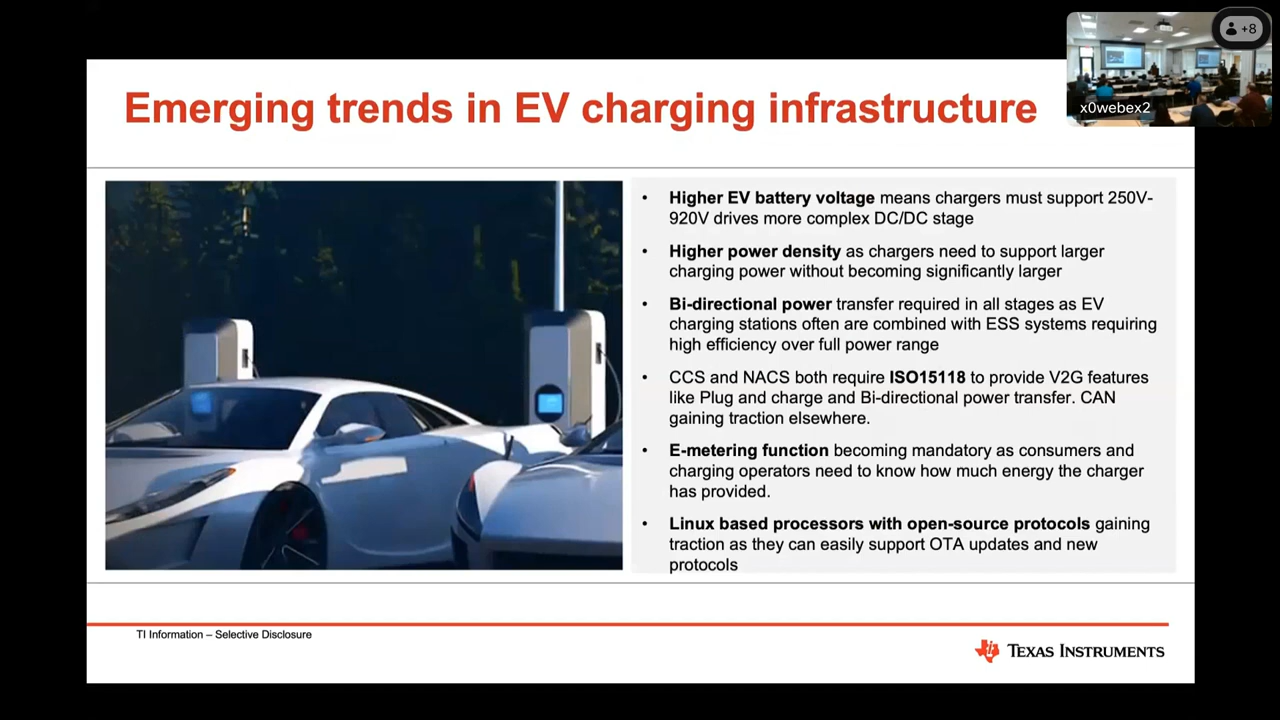 Emerging trends in EV charging infrastructure
+8
x0webex2
• Higher EV battery voltage means chargers must support 250V-
920V drives more complex DC/DC stage
• Higher power density as chargers need to support larger
charging power without becoming significantly larger
• Bi-directional power transfer required in all stages as EV
charging stations often are combined with ESS systems requiring
high efficiency over full power range
• CCS and NACS both require ISO15118 to provide V2G features
like Plug and charge and Bi-directional power transfer. CAN
gaining traction elsewhere.
• E-metering function becoming mandatory as consumers and
charging operators need to know how much energy the charger
has provided.
• Linux based processors with open-source protocols gaining
traction as they can easily support OTA updates and new
protocols
TI Information – Selective Disclosure
TEXAS INSTRUMENTS